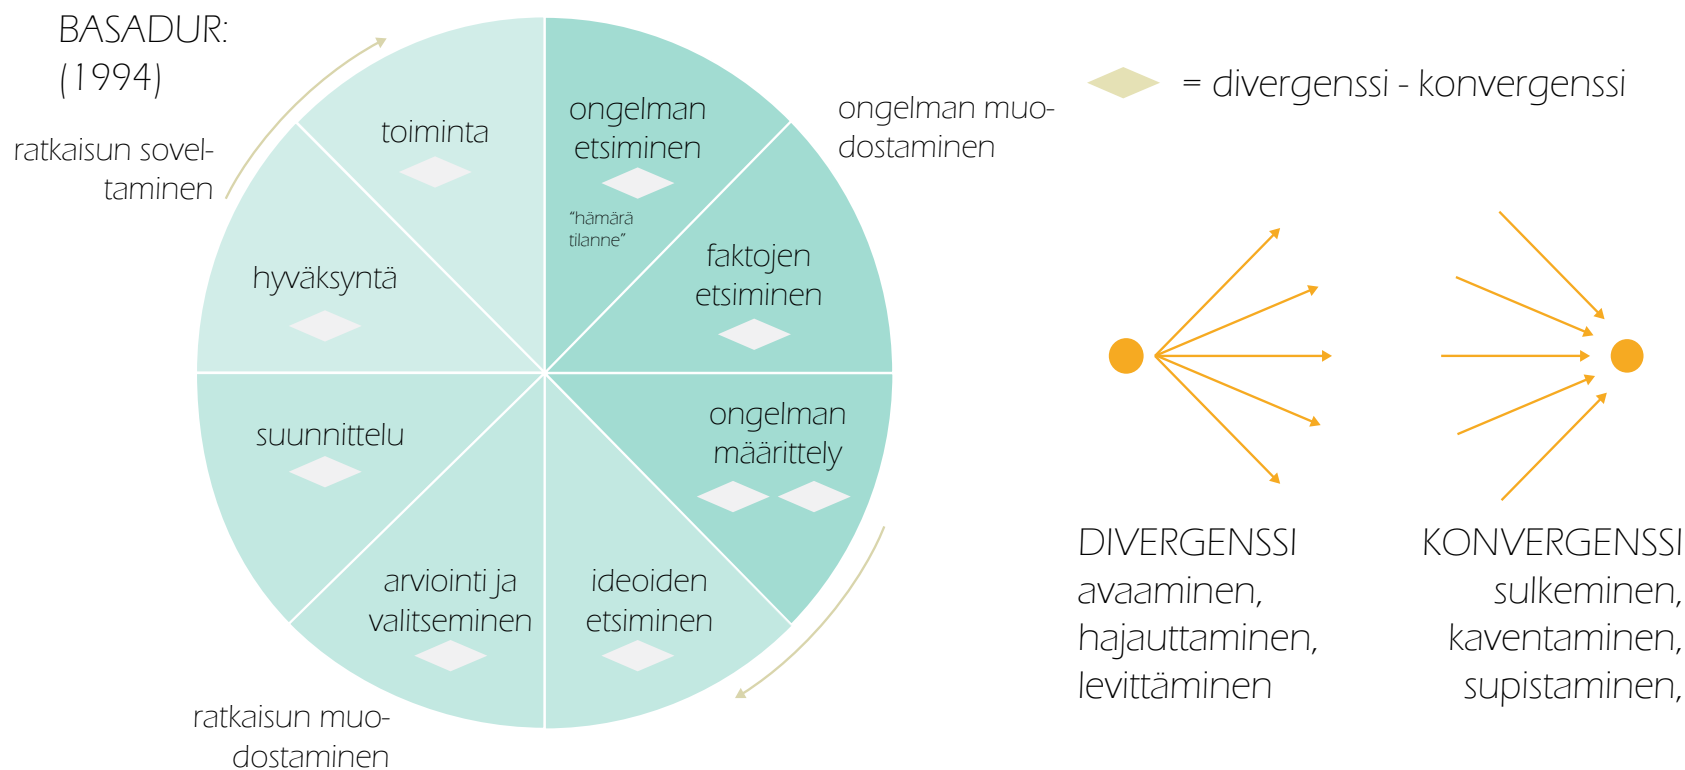 BASADUR:
(1994)
ratkaisun sovel-
taminen
toiminta
ongelman
etsiminen
"hämärä
tilanne"
ongelman muo-
dostaminen
faktojen
etsiminen
hyväksyntä
suunnittelu
ongelman
määrittely
arviointi ja
valitseminen
ideoiden
etsiminen
ratkaisun muo-
dostaminen
= divergenssi - konvergenssi
DIVERGENSSI
avaaminen,
hajauttaminen,
levittäminen
KONVERGENSSI
sulkeminen,
kaventaminen,
supistaminen,